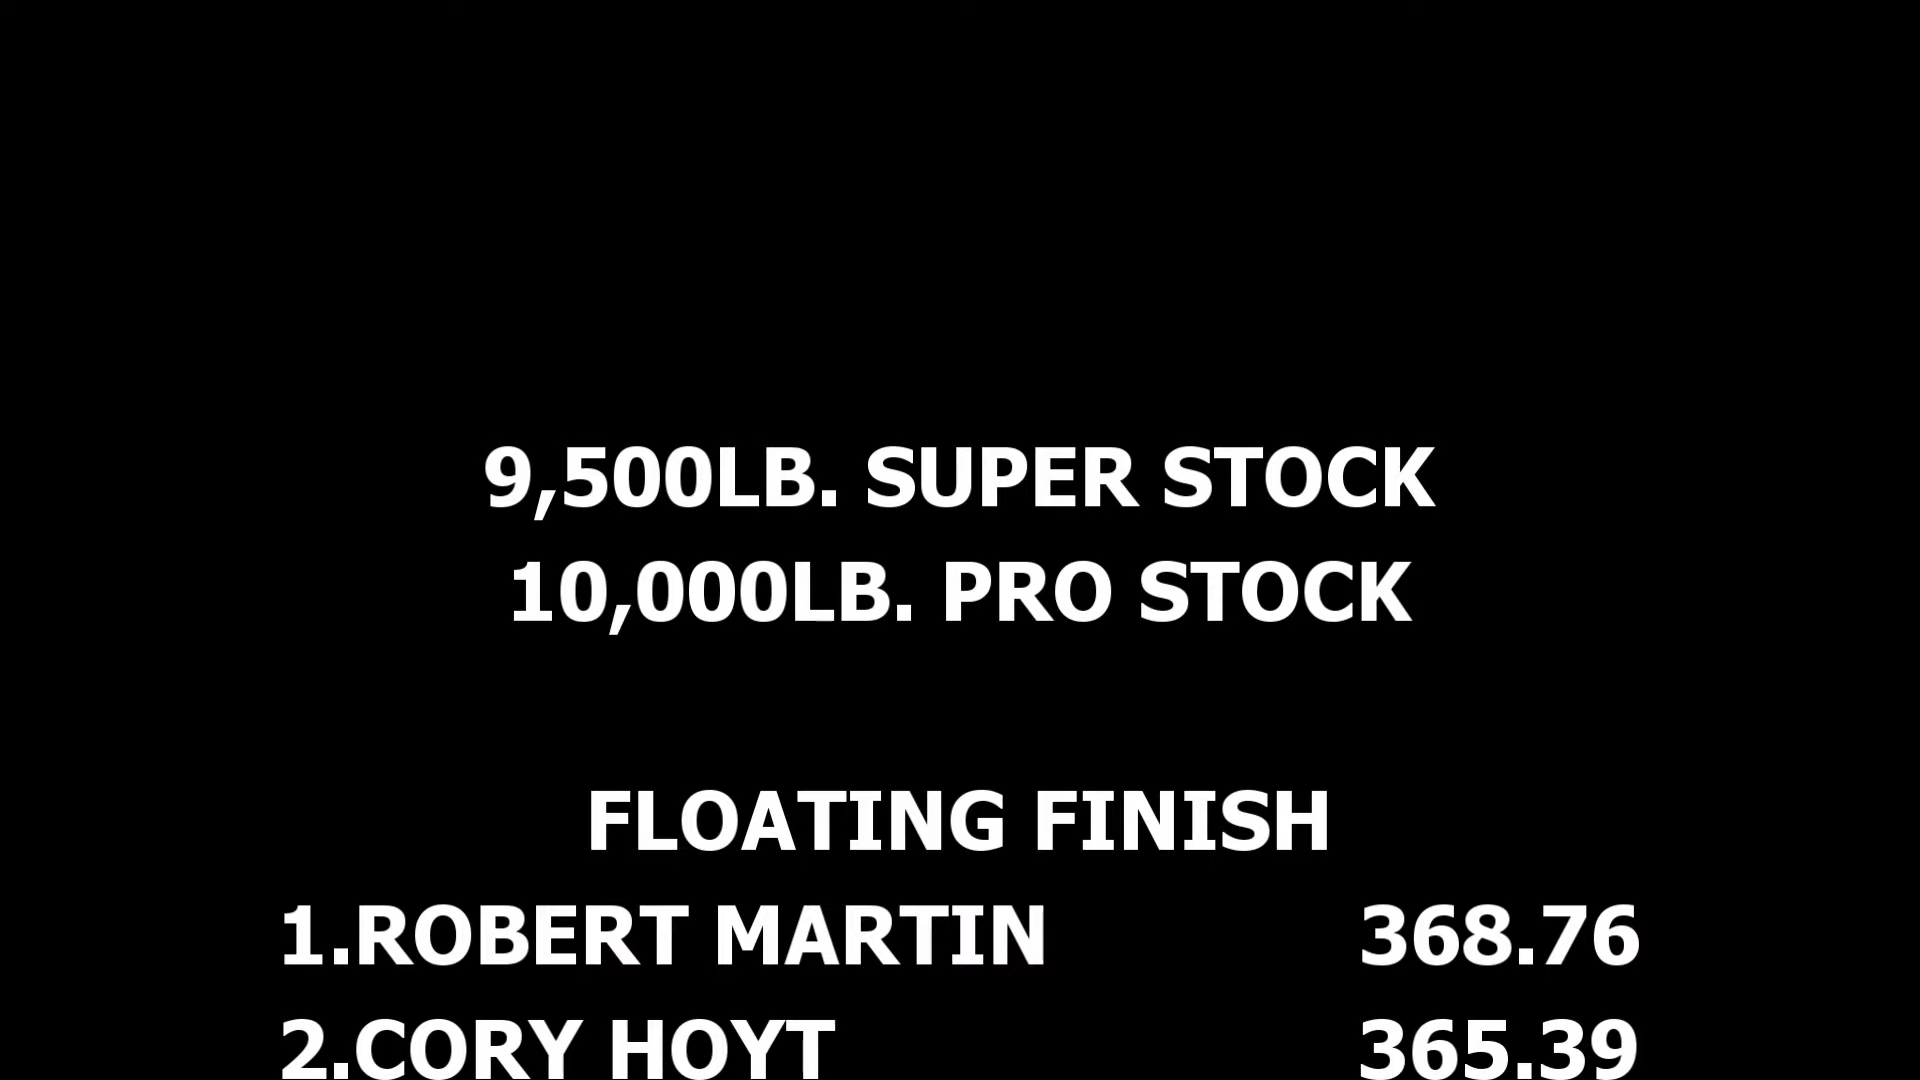 9,500LB. SUPER STOCK
10,000LB. PRO STOCK
FLOATING FINISH
1.ROBERT MARTIN 368.76
2.CORY HOYT 365.39